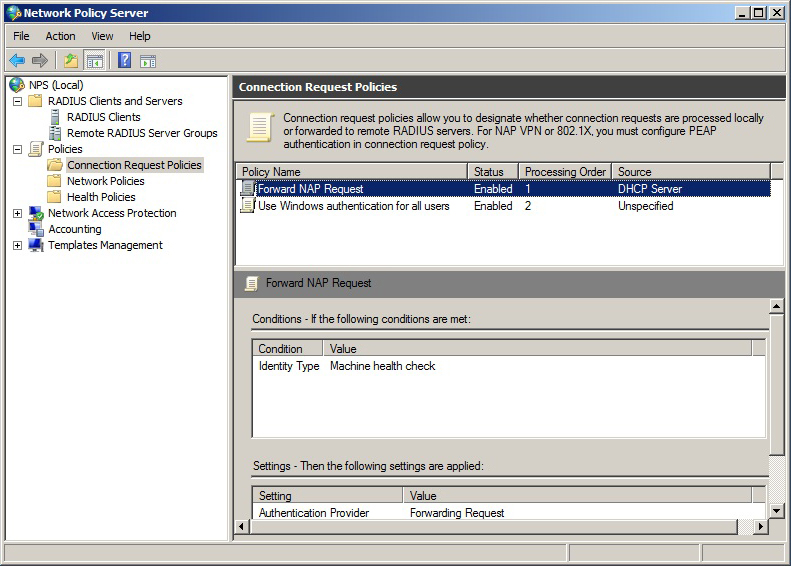 Network Policy Server
File Action View Help
NPS (Local)
RADIUS Clients and Servers
RADIUS Clients
Remote RADIUS Server Groups
Policies
Connection Request Policies
Network Policies
Health Policies
Network Access Protection
Accounting
Templates Management
Connection Request Policies
Connection request policies allow you to designate whether connection requests are processed locally
or forwarded to remote RADIUS servers. For NAP VPN or 802.1X, you must configure PEAP
authentication in connection request policy.
Policy Name Status Processing Order Source
Forward NAP Request Enabled 1 DHCP Server
Use Windows authentication for all users Enabled 2 Unspecified
Forward NAP Request
Conditions - If the following conditions are met:
Condition Value
Identity Type Machine health check
Settings - Then the following settings are applied:
Setting Value
Authentication Provider Forwarding Request